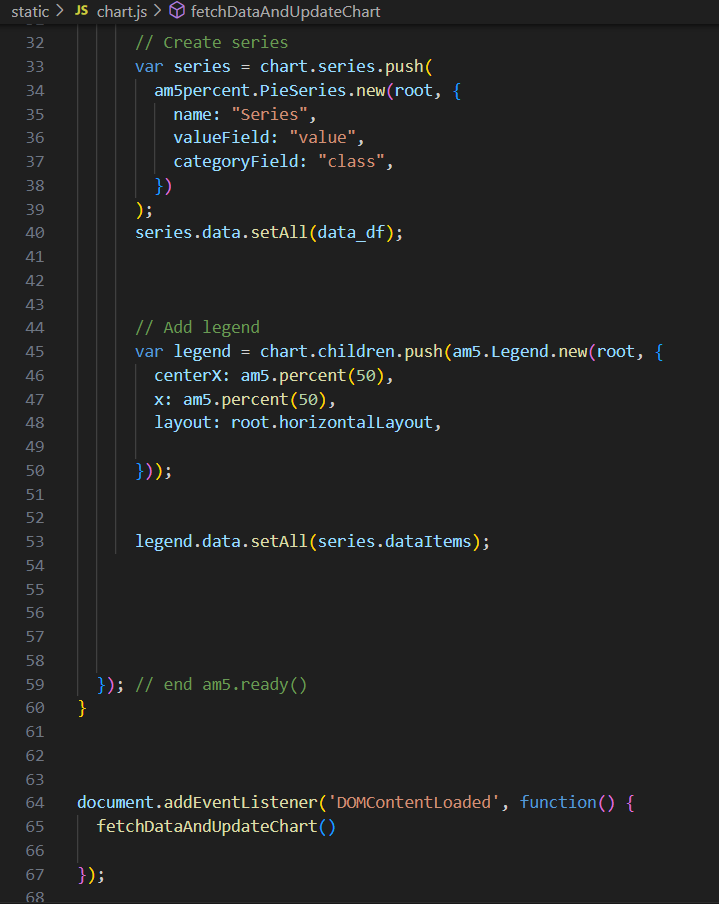 static > JS chart.js > fetchDataAndUpdateChart
32 // Create series
33 var series = chart.series.push(
34 am5percent.PieSeries.new(root, {
35 name: "Series",
36 valueField: "value",
37 categoryField: "class",
38 })
39 );
40 series.data.setAll(data_df);
41
42
43
44 // Add legend
45 var legend = chart.children.push(am5.Legend.new(root, {
46 centerX: am5.percent(50),
47 x: am5.percent(50),
48 layout: root.horizontalLayout,
49
50 }));
51
52
53 legend.data.setAll(series.dataItems);
54
55
56
57
58
59 }); // end am5.ready()
60 }
61
62
63
64 document.addEventListener('DOMContentLoaded', function() {
65 fetchDataAndUpdateChart()
66
67 });
68